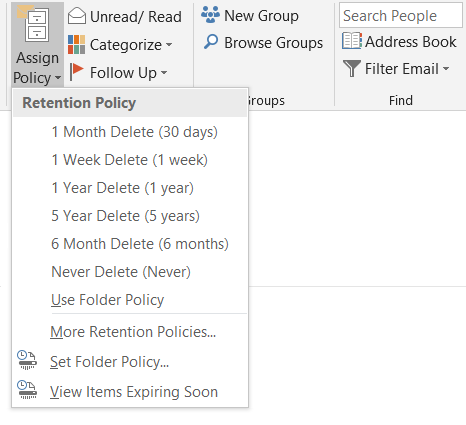 Assign
Policy
Unread/ Read
Categorize
Follow Up
New Group
Browse Groups
Groups
Search People
Address Book
Filter Email
Find
Retention Policy
1 Month Delete (30 days)
1 Week Delete (1 week)
1 Year Delete (1 year)
5 Year Delete (5 years)
6 Month Delete (6 months)
Never Delete (Never)
Use Folder Policy
More Retention Policies...
Set Folder Policy...
View Items Expiring Soon